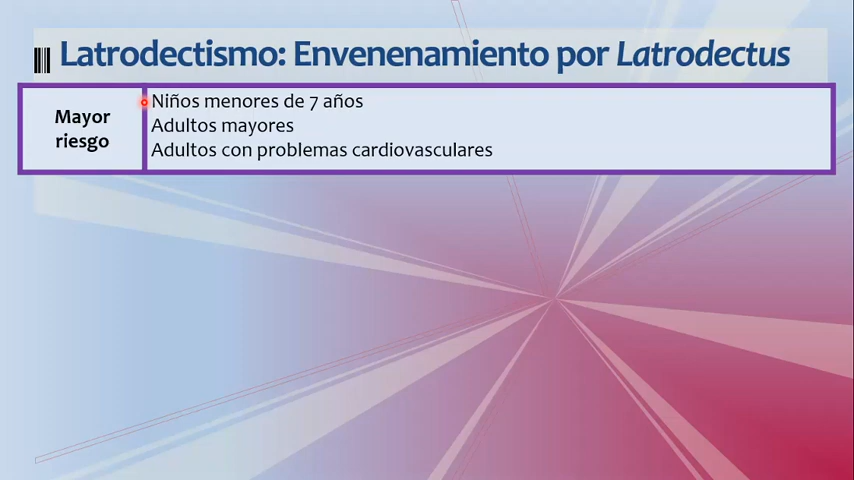 Latrodectismo: Envenenamiento por Latrodectus
Mayor
riesgo
Niños menores de 7 años
Adultos mayores
Adultos con problemas cardiovasculares